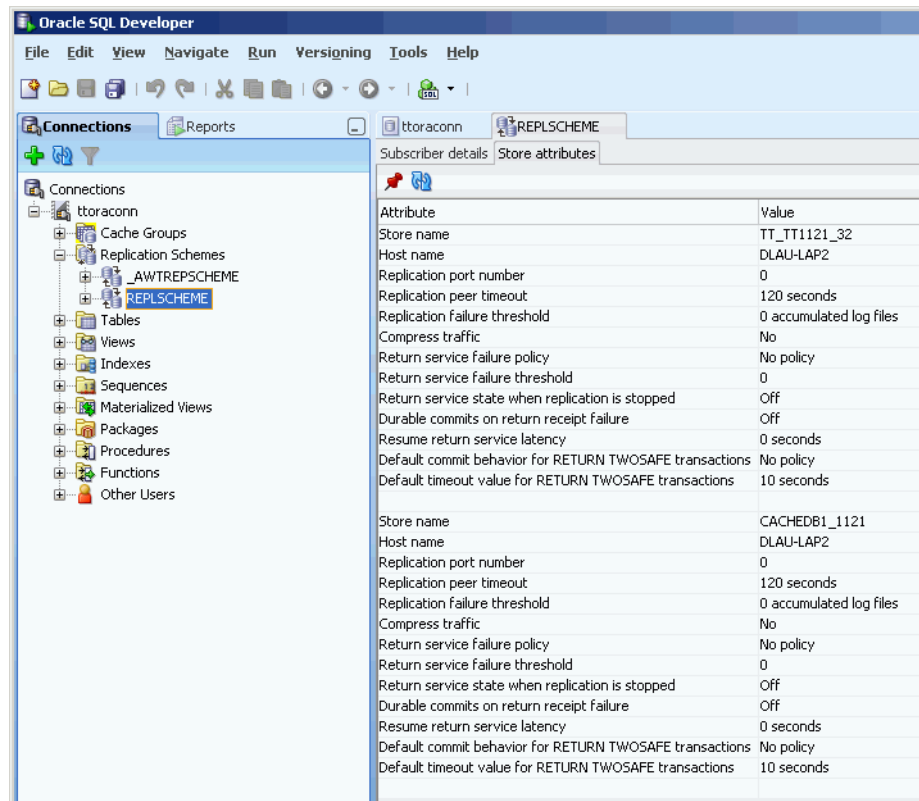 Oracle SQL Developer
File Edit View Navigate Run Versioning Tools Help
SQL
Connections Reports
ttoraconn REPLSCHEME
Subscriber details Store attributes
Connections
ttoraconn
Cache Groups
Replication Schemes
_AWTREPSCHEME
REPLSCHEME
Tables
Views
Indexes
Sequences
Materialized Views
Packages
Procedures
Functions
Other Users
Attribute Value
Store name TT_TT1121_32
Host name DLAU-LAP2
Replication port number 0
Replication peer timeout 120 seconds
Replication failure threshold 0 accumulated log files
Compress traffic No
Return service failure policy No policy
Return service failure threshold 0
Return service state when replication is stopped Off
Durable commits on return receipt failure Off
Resume return service latency 0 seconds
Default commit behavior for RETURN TWOSAFE transactions No policy
Default timeout value for RETURN TWOSAFE transactions 10 seconds
Store name CACHEDB1_1121
Host name DLAU-LAP2
Replication port number 0
Replication peer timeout 120 seconds
Replication failure threshold 0 accumulated log files
Compress traffic No
Return service failure policy No policy
Return service failure threshold 0
Return service state when replication is stopped Off
Durable commits on return receipt failure Off
Resume return service latency 0 seconds
Default commit behavior for RETURN TWOSAFE transactions No policy
Default timeout value for RETURN TWOSAFE transactions 10 seconds